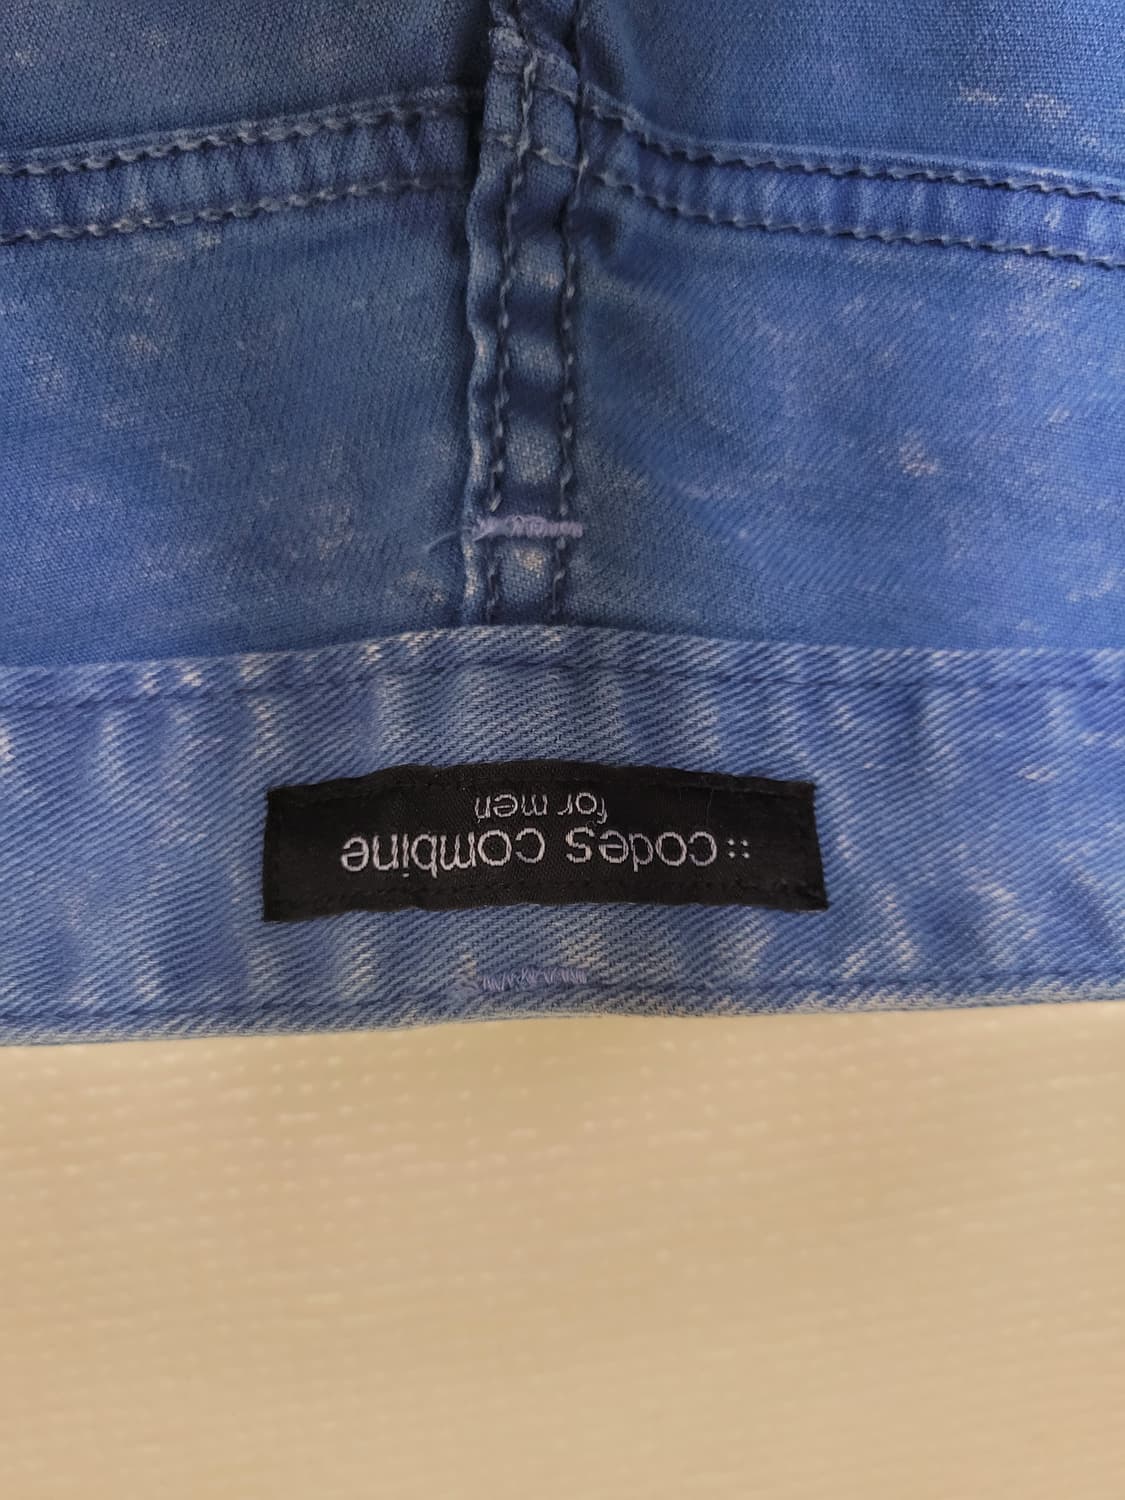 ::codes combine
for men